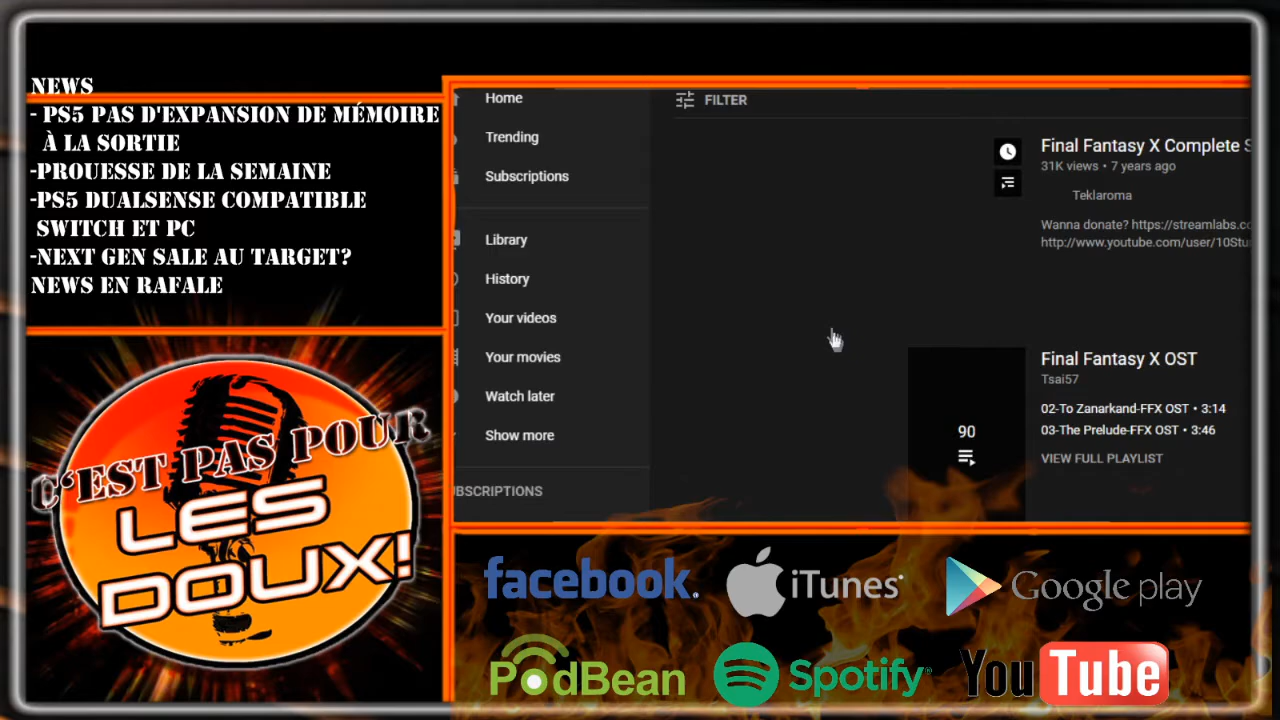 NEWS
- PS5 PAS D'EXPANSION DE MÉMOIRE
À LA SORTIE
-PROUESSE DE LA SEMAINE
-PS5 DUALSENSE COMPATIBLE
SWITCH ET PC
-NEXT GEN SALE AU TARGET?
NEWS EN RAFALE
C'EST PAS POUR
LES
DOUX!
Home
Trending
Subscriptions
Library
History
Your videos
Your movies
Watch later
Show more
UBSCRIPTIONS
FILTER
Final Fantasy X Complete S
31K views • 7 years ago
Teklaroma
Wanna donate? https://streamlabs.co
http://www.youtube.com/user/10Stu
90
Final Fantasy X OST
Tsai57
02-To Zanarkand-FFX OST • 3:14
03-The Prelude-FFX OST • 3:46
VIEW FULL PLAYLIST
facebook.
iTunes
Google play
PodBean
Spotify
YouTube